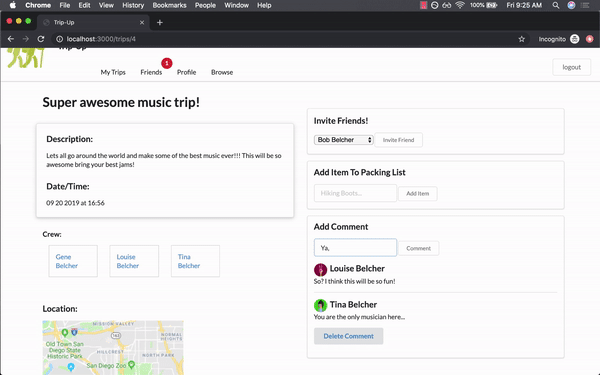 Chrome File Edit View History Bookmarks People Window Help 100% Fri 9:25 AM
Trip-Up
localhost:3000/trips/4
Incognito
Trip-Up
My Trips Friends 1 Profile Browse
logout
Super awesome music trip!
Description:
Lets all go around the world and make some of the best music ever!!! This will be so
awesome bring your best jams!
Date/Time:
09 20 2019 at 16:56
Crew:
Gene
Belcher
Louise
Belcher
Tina
Belcher
Location:
MISSION VALLEY
Old Town San
Diego State
Historic Park
163
HILLCREST
NORMAL
HEIGHTS
NORTH PARK
San Diego Zoo
Invite Friends!
Bob Belcher
Invite Friend
Add Item To Packing List
Hiking Boots...
Add Item
Add Comment
Ya,
Comment
Louise Belcher
So? I think this will be so fun!
Tina Belcher
You are the only musician here...
Delete Comment